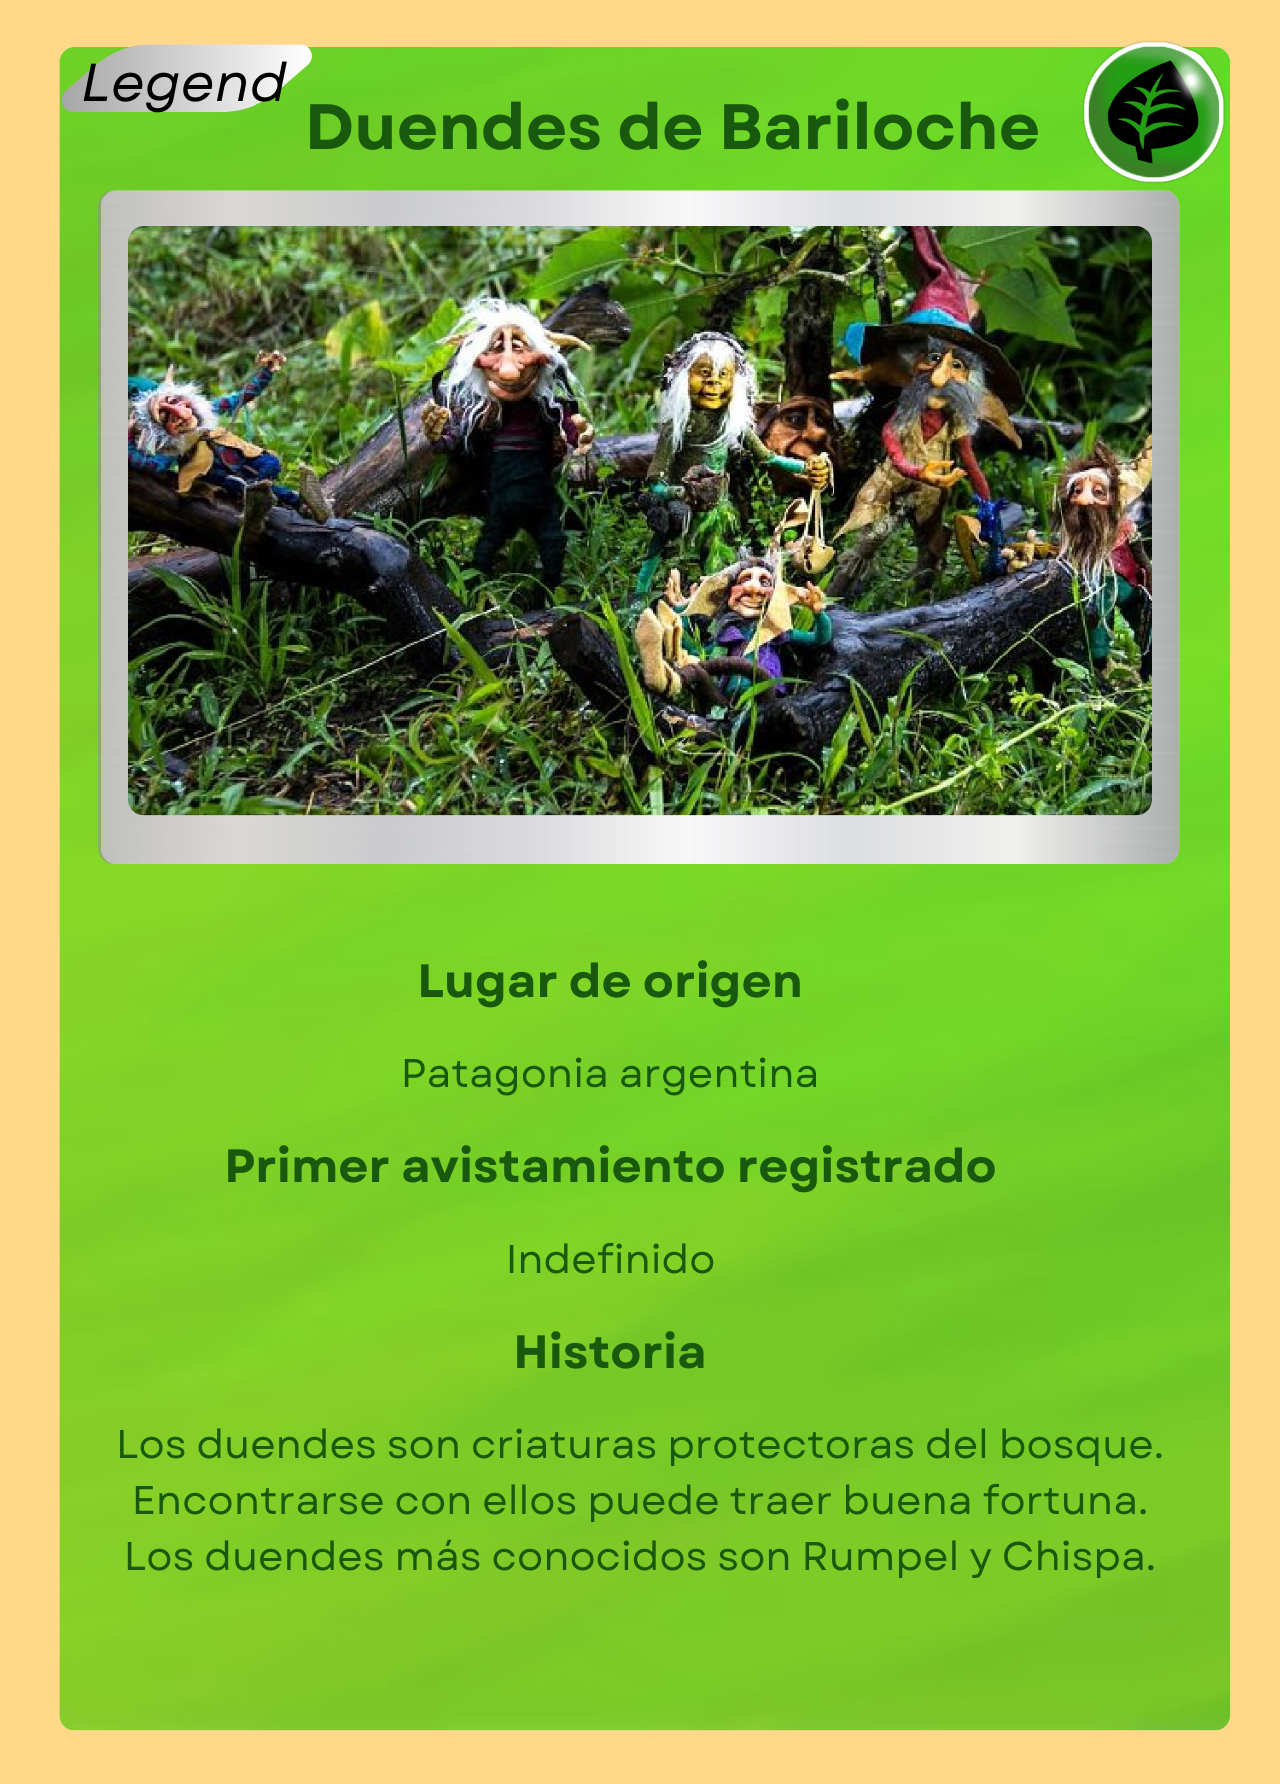 Legend
Duendes de Bariloche
Lugar de origen
Patagonia argentina
Primer avistamiento registrado
Indefinido
Historia
Los duendes son criaturas protectoras del bosque.
Encontrarse con ellos puede traer buena fortuna.
Los duendes más conocidos son Rumpel y Chispa.